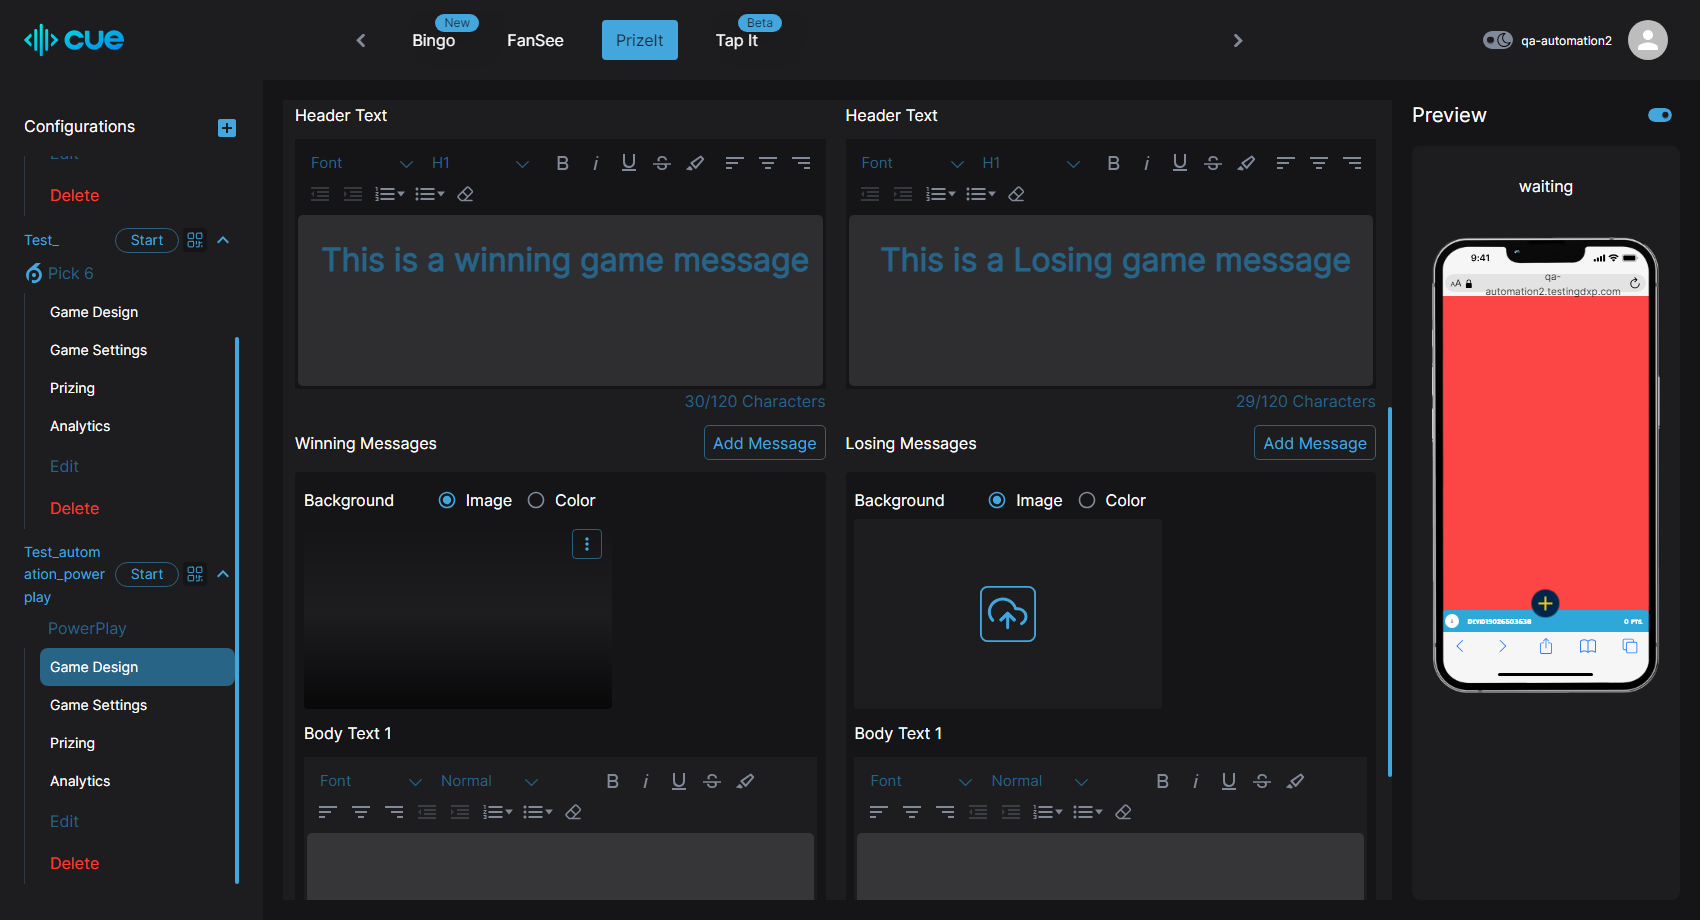 cue
New
Bingo
FanSee
PrizeIt
Beta
Tap It
qa-automation2
Configurations
Delete
Test_
Start
Pick 6
Game Design
Game Settings
Prizing
Analytics
Edit
Delete
Test_autom
ation_power
play
Start
PowerPlay
Game Design
Game Settings
Prizing
Analytics
Edit
Delete
Header Text
Font
H1
B i U S
This is a winning game message
30/120 Characters
Winning Messages
Add Message
Background
Image
Color
Body Text 1
Font
Normal
B i U S
Header Text
Font
H1
B i U S
This is a Losing game message
29/120 Characters
Losing Messages
Add Message
Background
Image
Color
Body Text 1
Font
Normal
B i U S
Preview
waiting
9:41
AA
qa-
automation2.testingdxp.com
0 Pts.